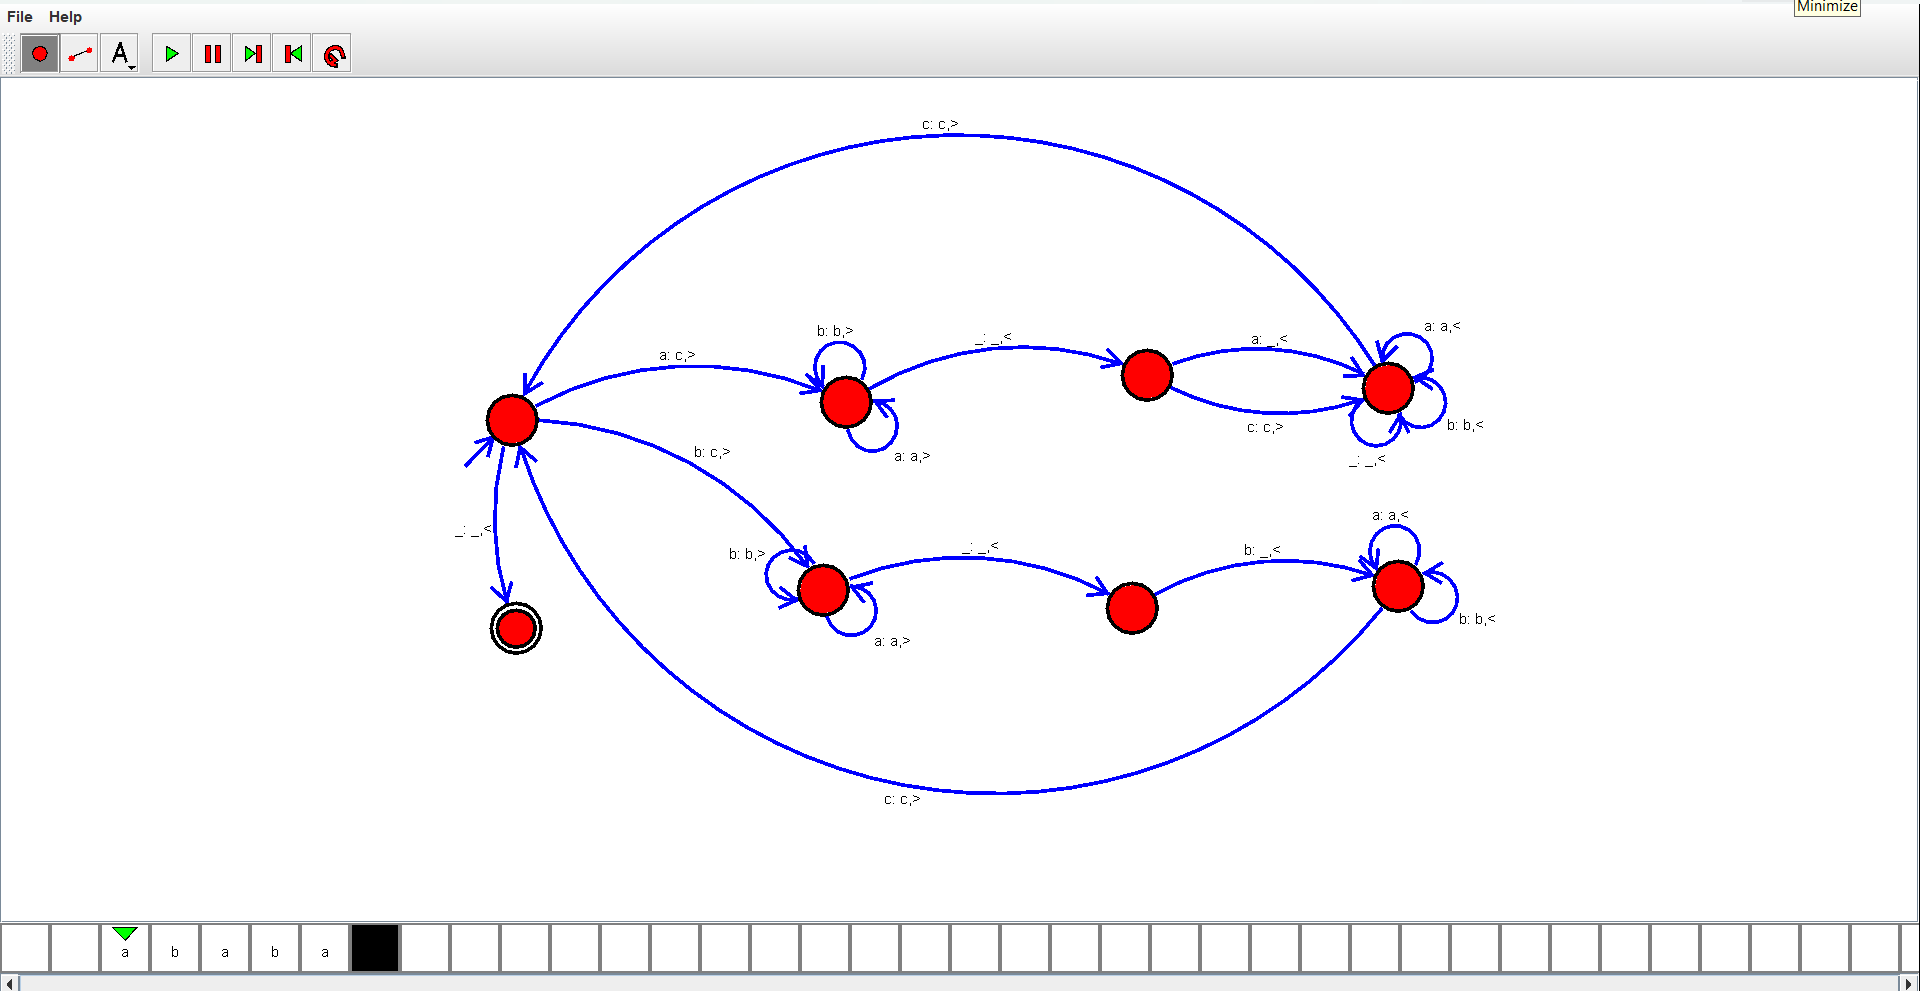 Minimize
File Help
A
c: c,>
a: a,<
b: b,>
_: _,<
a: _,<
a: c,>
b: b,<
c: c,>
b: c,>
a: a,>
_: _,<
a: a,<
_: _,<
b: b,>
_: _,<
b: _,<
b: b,<
a: a,>
c: c,>
a b a b a